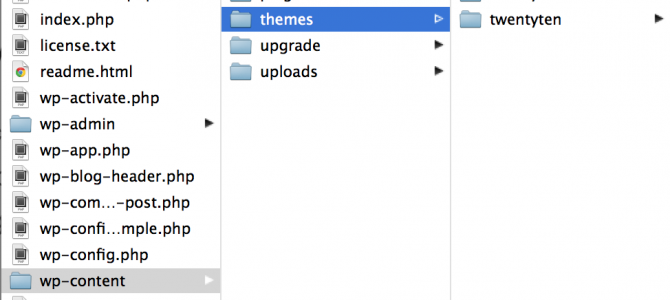 index.php
license.txt
readme.html
wp-activate.php
wp-admin
wp-app.php
wp-blog-header.php
wp-com...-post.php
wp-confi...mple.php
wp-config.php
wp-content
themes
upgrade
uploads
twentyten